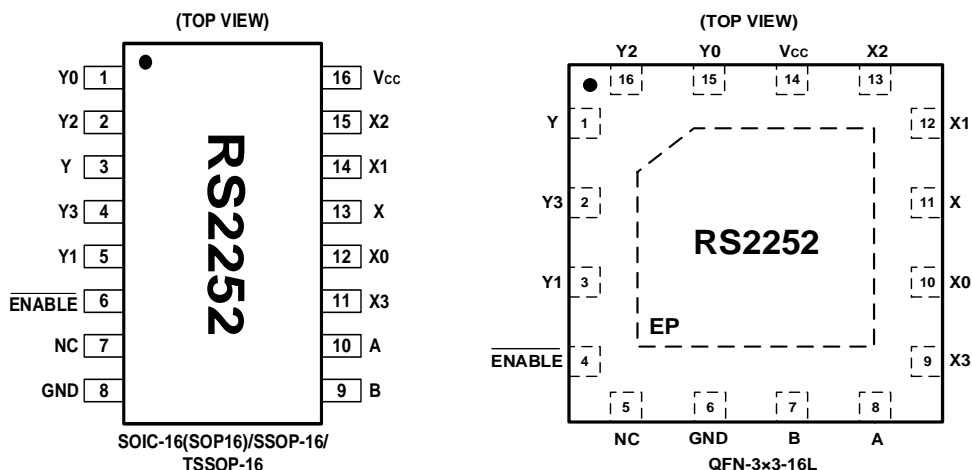 (TOP VIEW)
Y0 1 16 Vcc
Y2 2 15 X2
Y 3 14 X1
Y3 4 13 X
Y1 5 12 X0
ENABLE 6 11 X3
NC 7 10 A
GND 8 9 B
RS2252
SOIC-16(SOP16)/SSOP-16/
TSSOP-16
(TOP VIEW)
Y2 Y0 Vcc X2
16 15 14 13
Y 1 12 X1
Y3 2 11 X
RS2252
Y1 3 10 X0
EP
ENABLE 4 9 X3
5 6 7 8
NC GND B A
QFN-3×3-16L